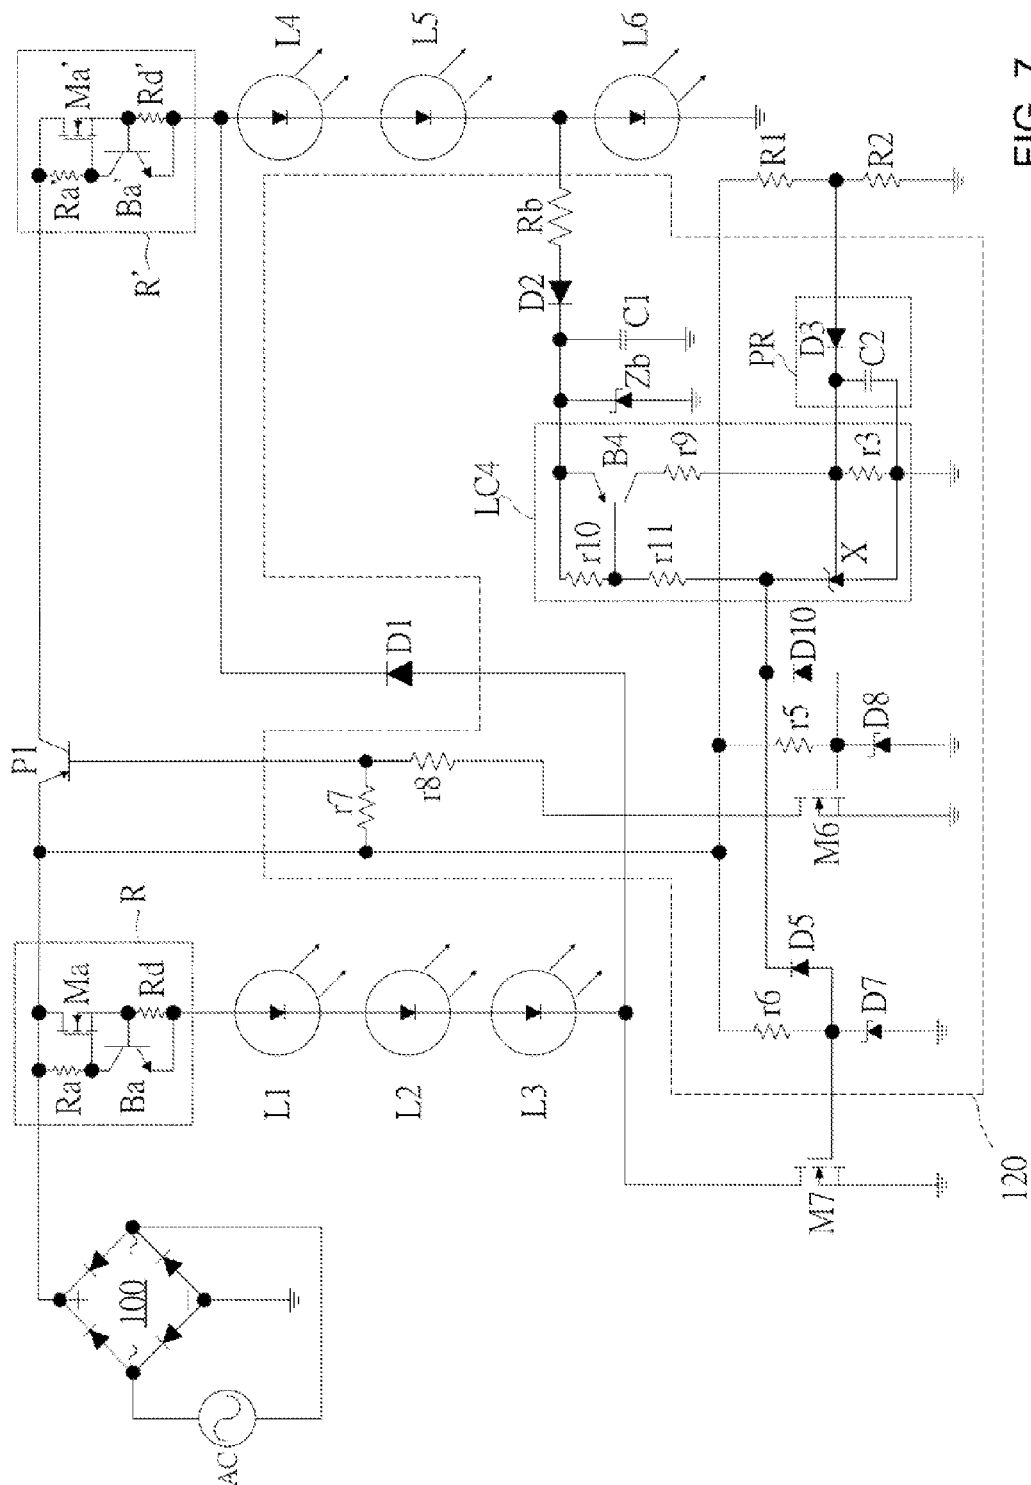 FIG. 7
AC
100
Ra
Ma
Ba
Rd
R
P1
Ra'
Ma'
Ba'
Rd'
R'
L1
L2
L3
L4
L5
L6
r7
r8
D1
D2
Rb
C1
Zb
LC4
B4
r10
r11
r9
r3
X
PR
D3
C2
R1
R2
r5
D10
D8
M6
r6
D5
D7
M7
120